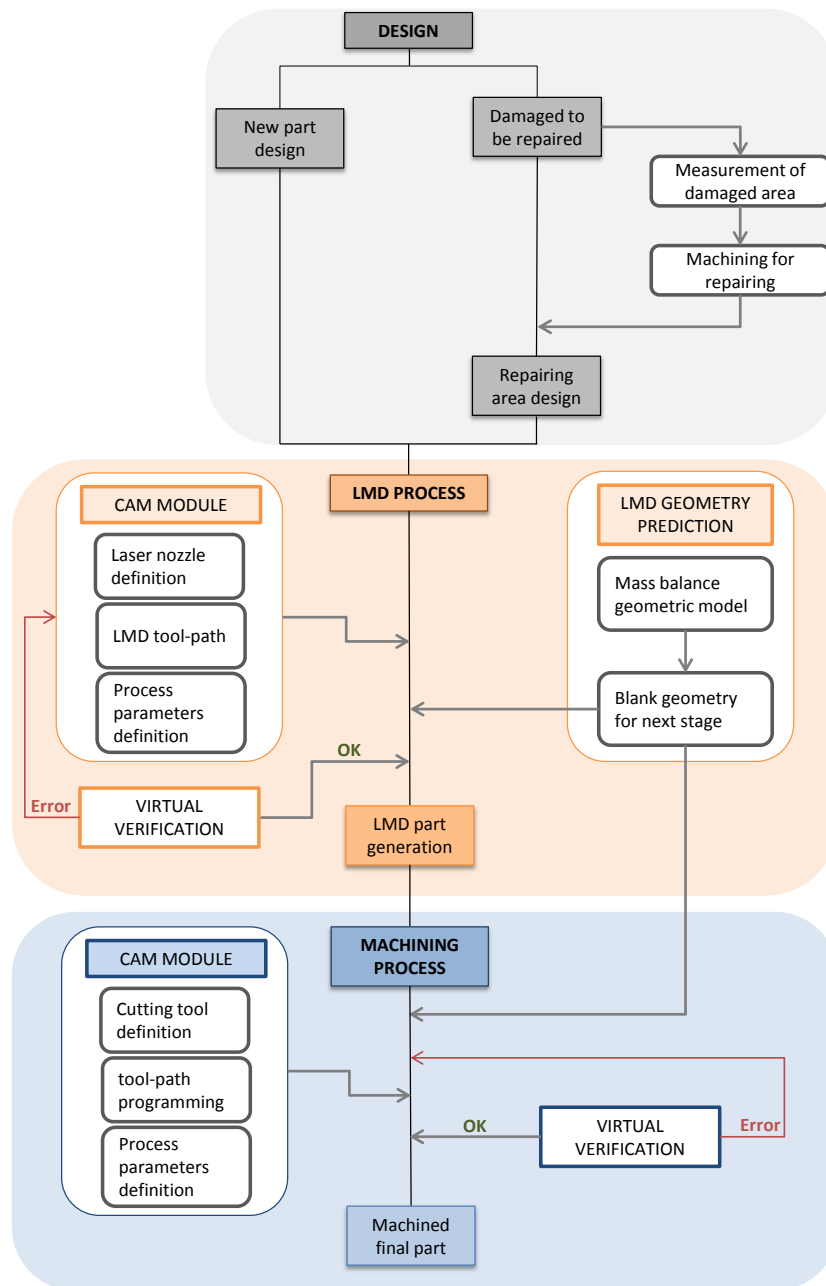 DESIGN
New part
design
Damaged to
be repaired
Measurement of
damaged area
Machining for
repairing
Repairing
area design
LMD PROCESS
CAM MODULE
Laser nozzle
definition
LMD tool-path
Process
parameters
definition
LMD GEOMETRY
PREDICTION
Mass balance
geometric model
Blank geometry
for next stage
OK
Error
VIRTUAL
VERIFICATION
LMD part
generation
MACHINING
PROCESS
CAM MODULE
Cutting tool
definition
tool-path
programming
Process
parameters
definition
OK
VIRTUAL
VERIFICATION
Error
Machined
final part